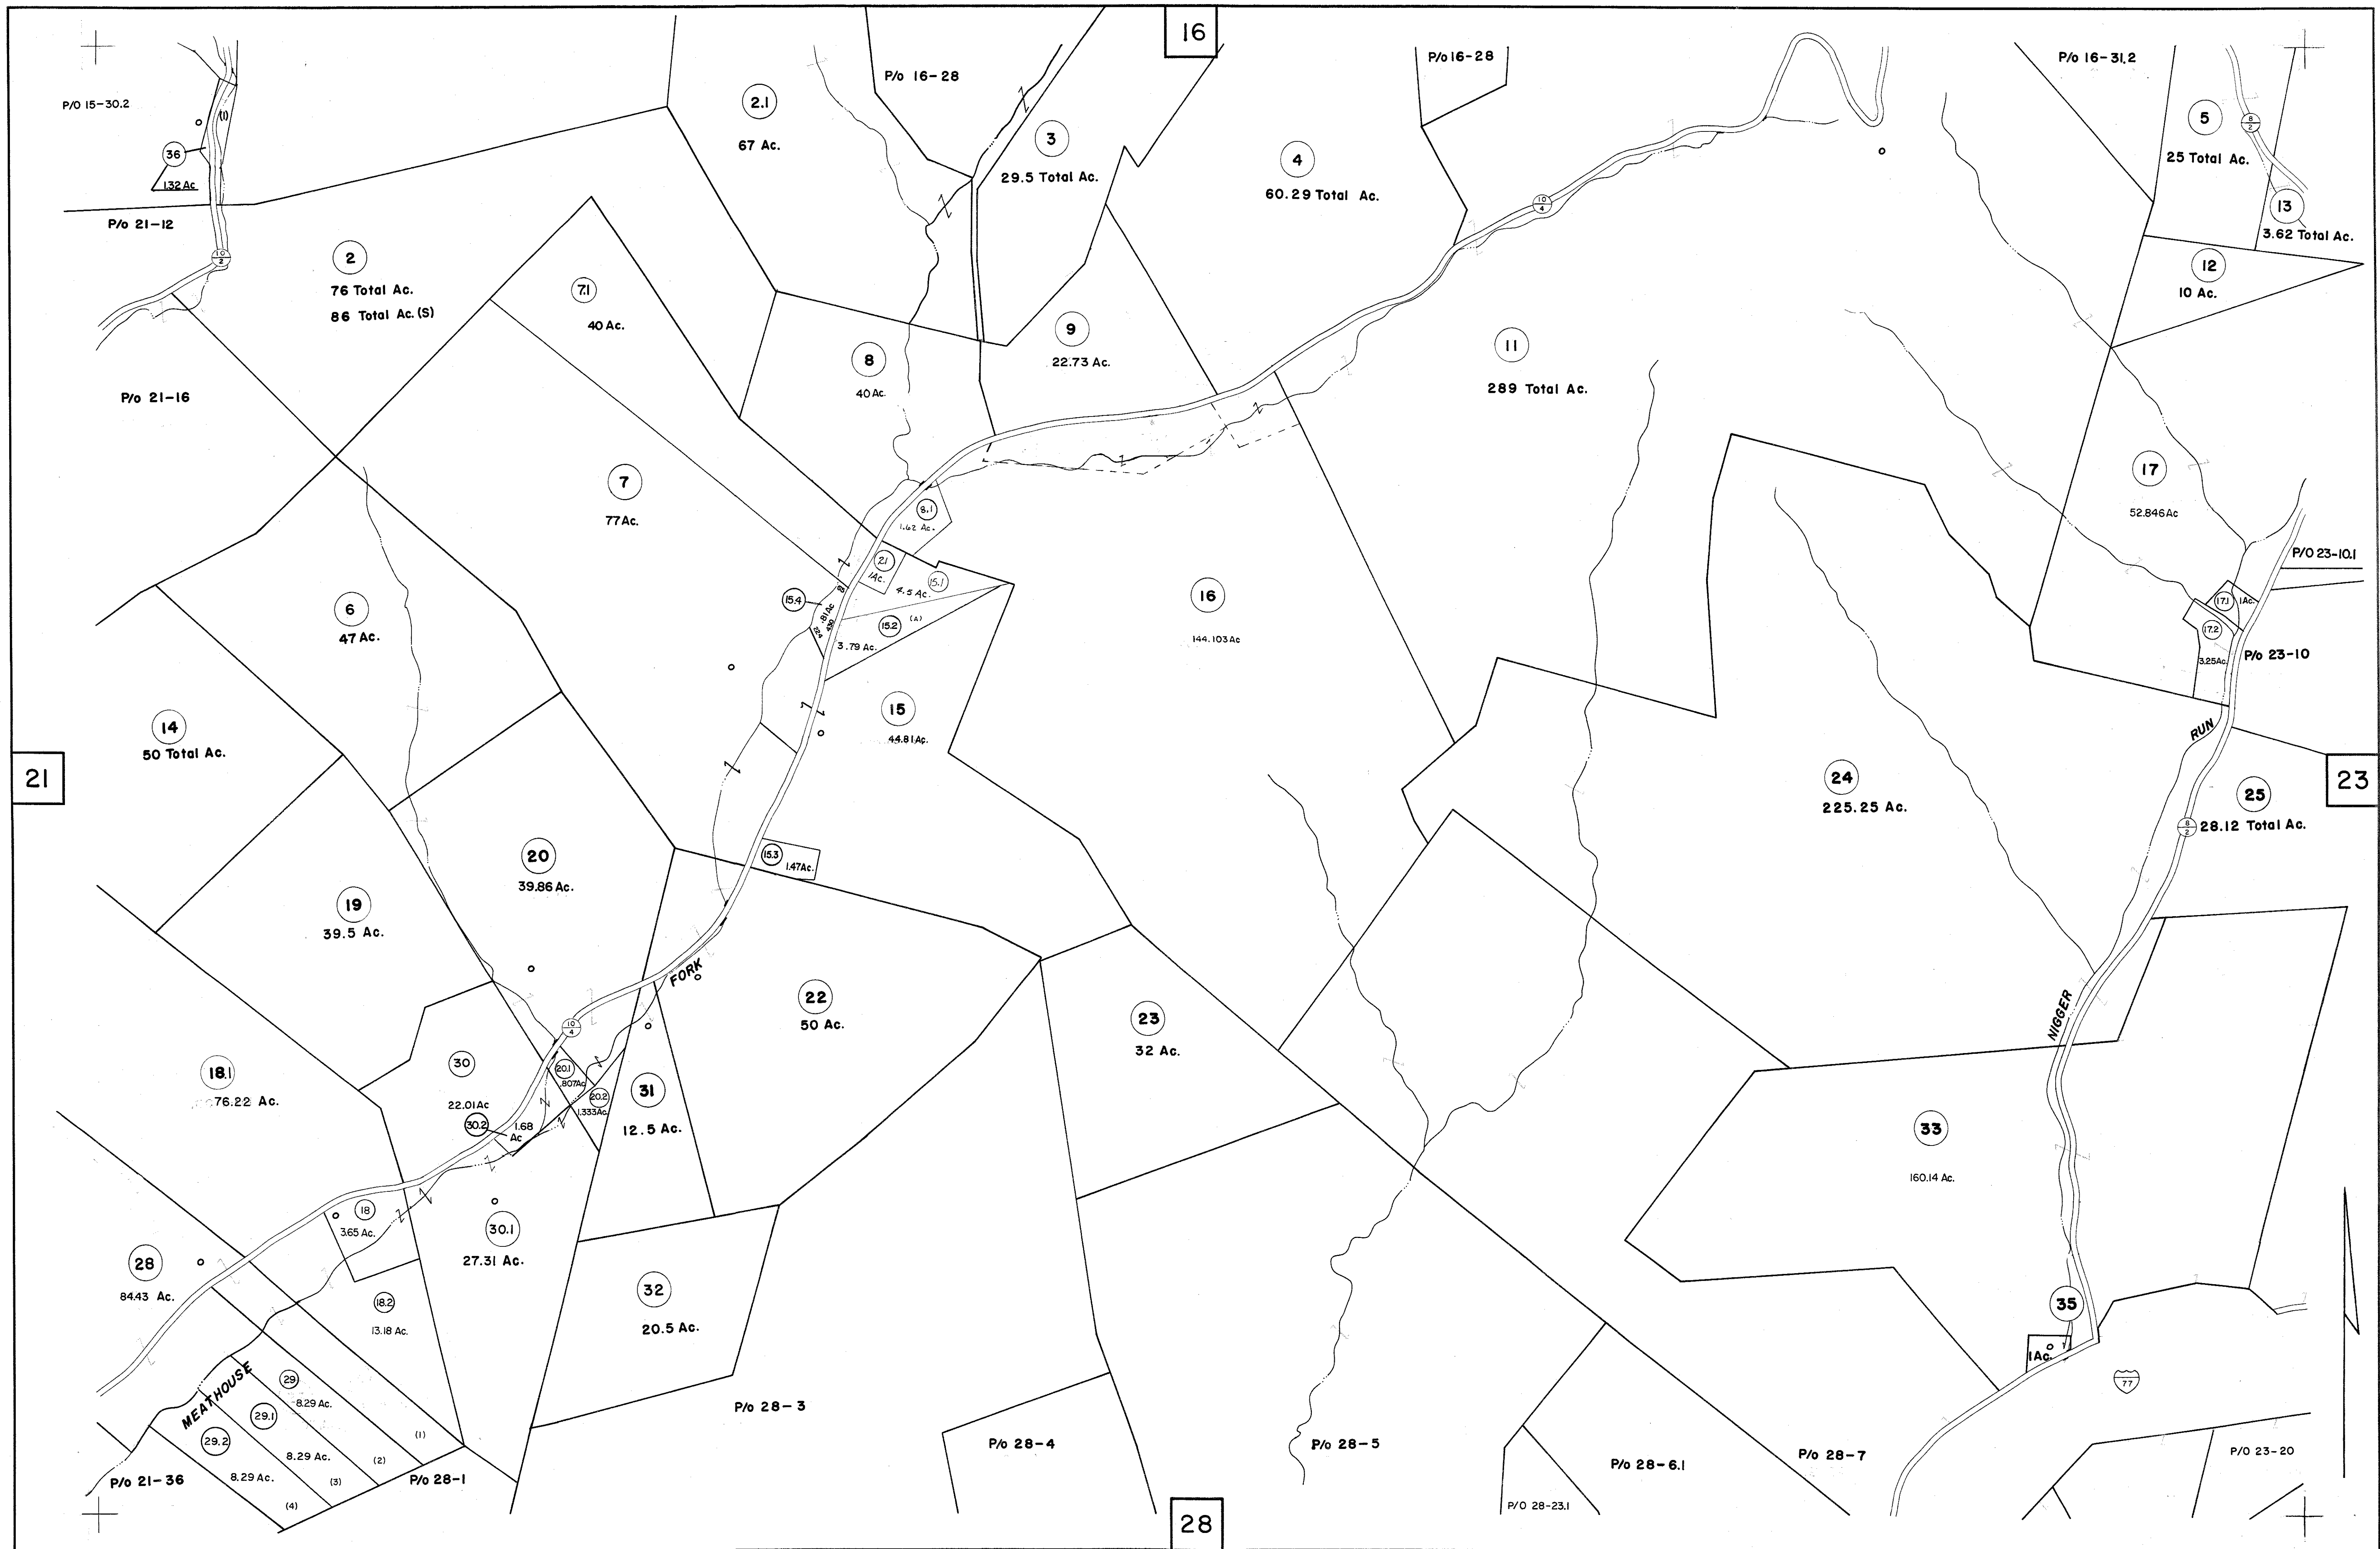 16
P/O 15-30.2
(1)
36
1.32 Ac
P/o 21-12
10
2
2
76 Total Ac.
86 Total Ac. (S)
P/o 21-16
2.1
67 Ac.
P/o 16-28
3
29.5 Total Ac.
4
60.29 Total Ac.
P/o 16-28
10
4
P/o 16-31.2
5
25 Total Ac.
8
2
13
3.62 Total Ac.
12
10 Ac.
7.1
40 Ac.
8
40 Ac.
9
22.73 Ac.
11
289 Total Ac.
7
77 Ac.
8.1
1.62 Ac.
21
1 Ac.
15.1
4.5 Ac.
15.4
.81 Ac
224
430
15.2
(A)
3.79 Ac.
16
144.103 Ac
17
52.846 Ac
P/O 23-10.1
17.1
1 Ac.
17.2
3.25 Ac.
P/o 23-10
6
47 Ac.
14
50 Total Ac.
15
44.81 Ac.
21
23
24
225.25 Ac.
RUN
25
28.12 Total Ac.
8
2
20
39.86 Ac.
15.3
1.47 Ac.
19
39.5 Ac.
FORK
22
50 Ac.
23
32 Ac.
NIGGER
10
4
30
22.01 Ac
20.1
.807 Ac
20.2
1.333 Ac.
31
12.5 Ac.
30.2
1.68
Ac
18.1
76.22 Ac.
33
160.14 Ac.
18
3.65 Ac.
30.1
27.31 Ac.
28
84.43 Ac.
32
20.5 Ac.
18.2
13.18 Ac.
35
1 Ac.
77
MEATHOUSE
29
8.29 Ac.
29.1
8.29 Ac.
29.2
8.29 Ac.
(1)
(2)
(3)
(4)
P/o 21-36
P/o 28-1
P/o 28-3
P/o 28-4
P/o 28-5
P/O 28-23.1
P/o 28-6.1
P/o 28-7
P/O 23-20
28